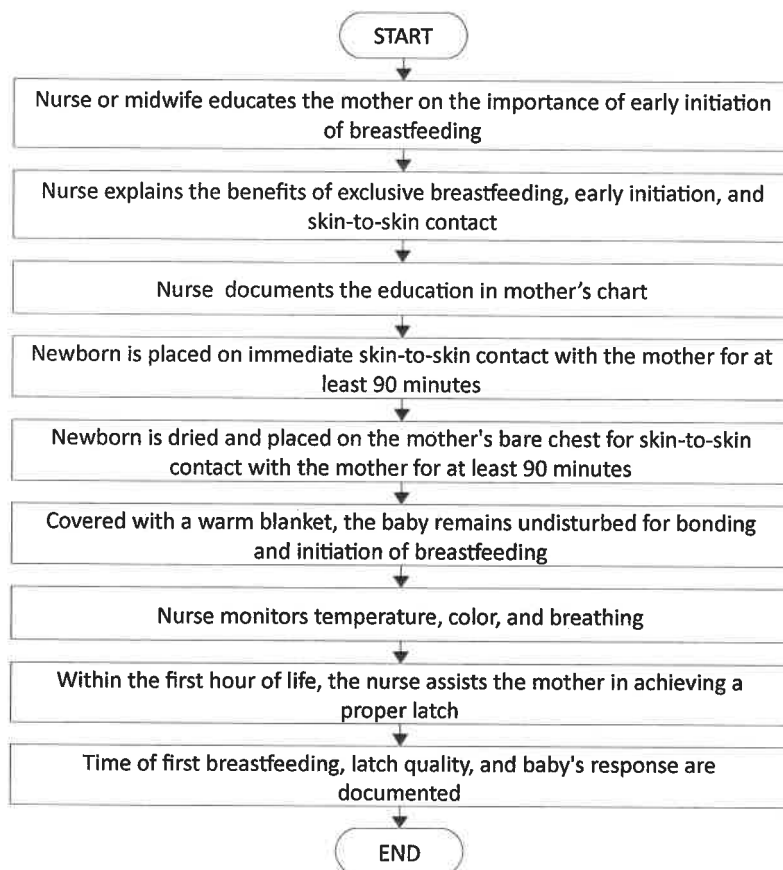 START
Nurse or midwife educates the mother on the importance of early initiation
of breastfeeding
Nurse explains the benefits of exclusive breastfeeding, early initiation, and
skin-to-skin contact
Nurse documents the education in mother’s chart
Newborn is placed on immediate skin-to-skin contact with the mother for at
least 90 minutes
Newborn is dried and placed on the mother's bare chest for skin-to-skin
contact with the mother for at least 90 minutes
Covered with a warm blanket, the baby remains undisturbed for bonding
and initiation of breastfeeding
Nurse monitors temperature, color, and breathing
Within the first hour of life, the nurse assists the mother in achieving a
proper latch
Time of first breastfeeding, latch quality, and baby's response are
documented
END